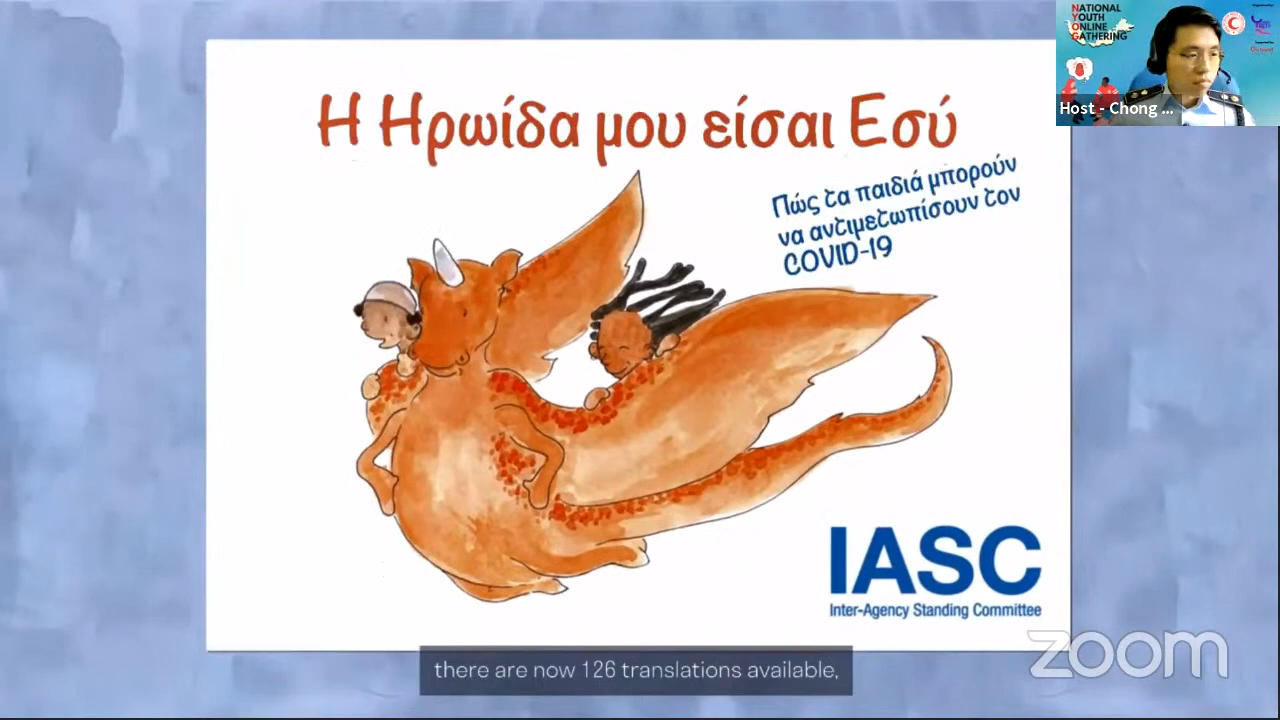 Η Ηρωίδα μου είσαι Εσύ
Πώς τα παιδιά μπορούν
να αντιμετωπίσουν τον
COVID-19
IASC
Inter-Agency Standing Committee
there are now 126 translations available,
zoom
NATIONAL
YOUTH
ONLINE
GATHERING
Host - Chong ...